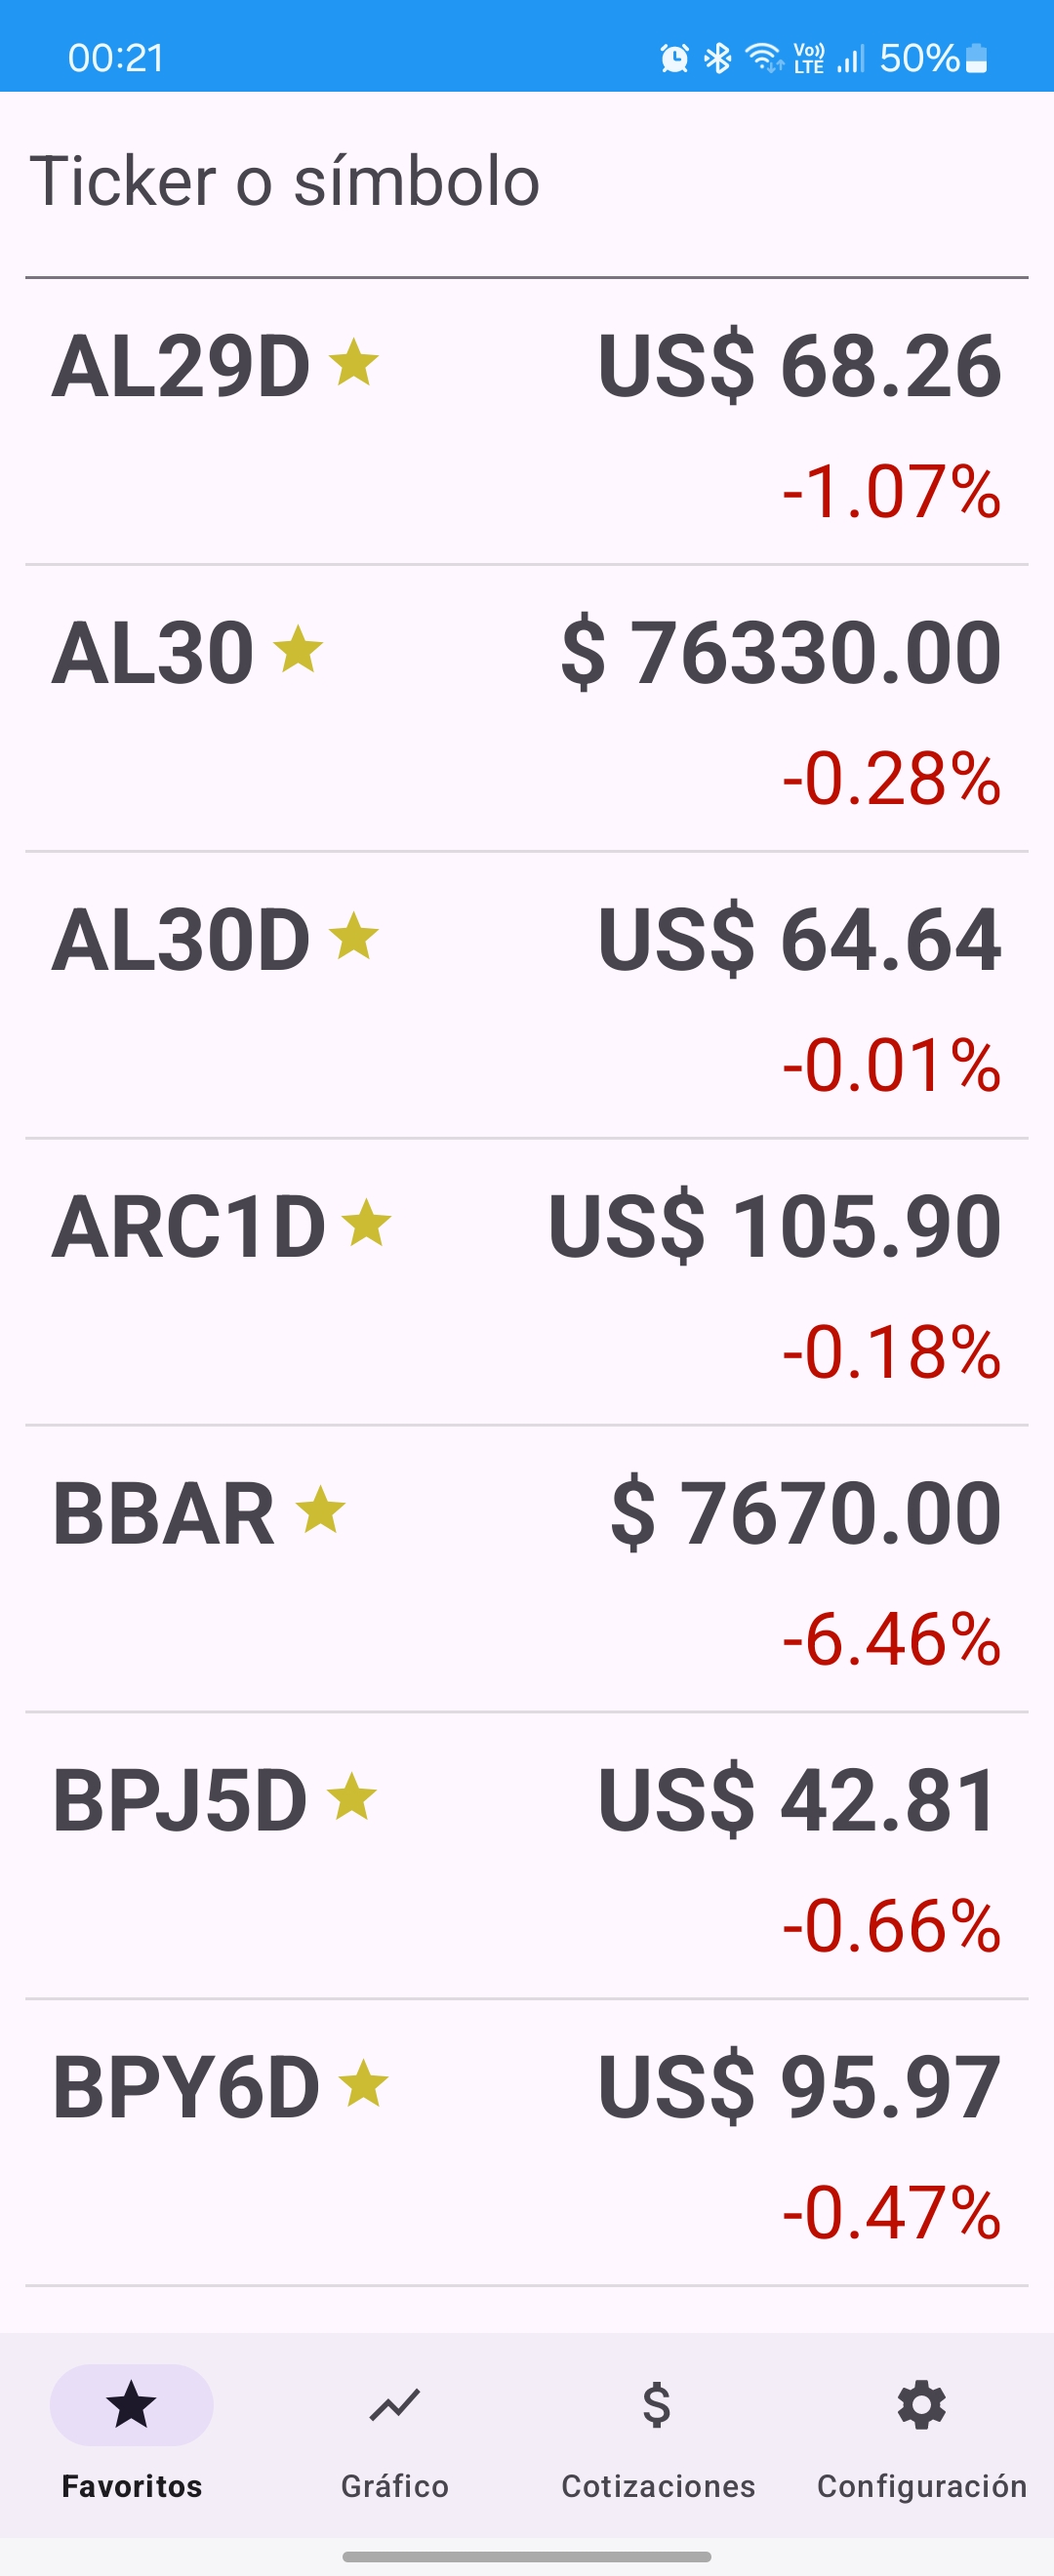 00:21 Vo)) LTE 50%
Ticker o símbolo
AL29D US$ 68.26
-1.07%
AL30 $ 76330.00
-0.28%
AL30D US$ 64.64
-0.01%
ARC1D US$ 105.90
-0.18%
BBAR $ 7670.00
-6.46%
BPJ5D US$ 42.81
-0.66%
BPY6D US$ 95.97
-0.47%
Favoritos Gráfico Cotizaciones Configuración